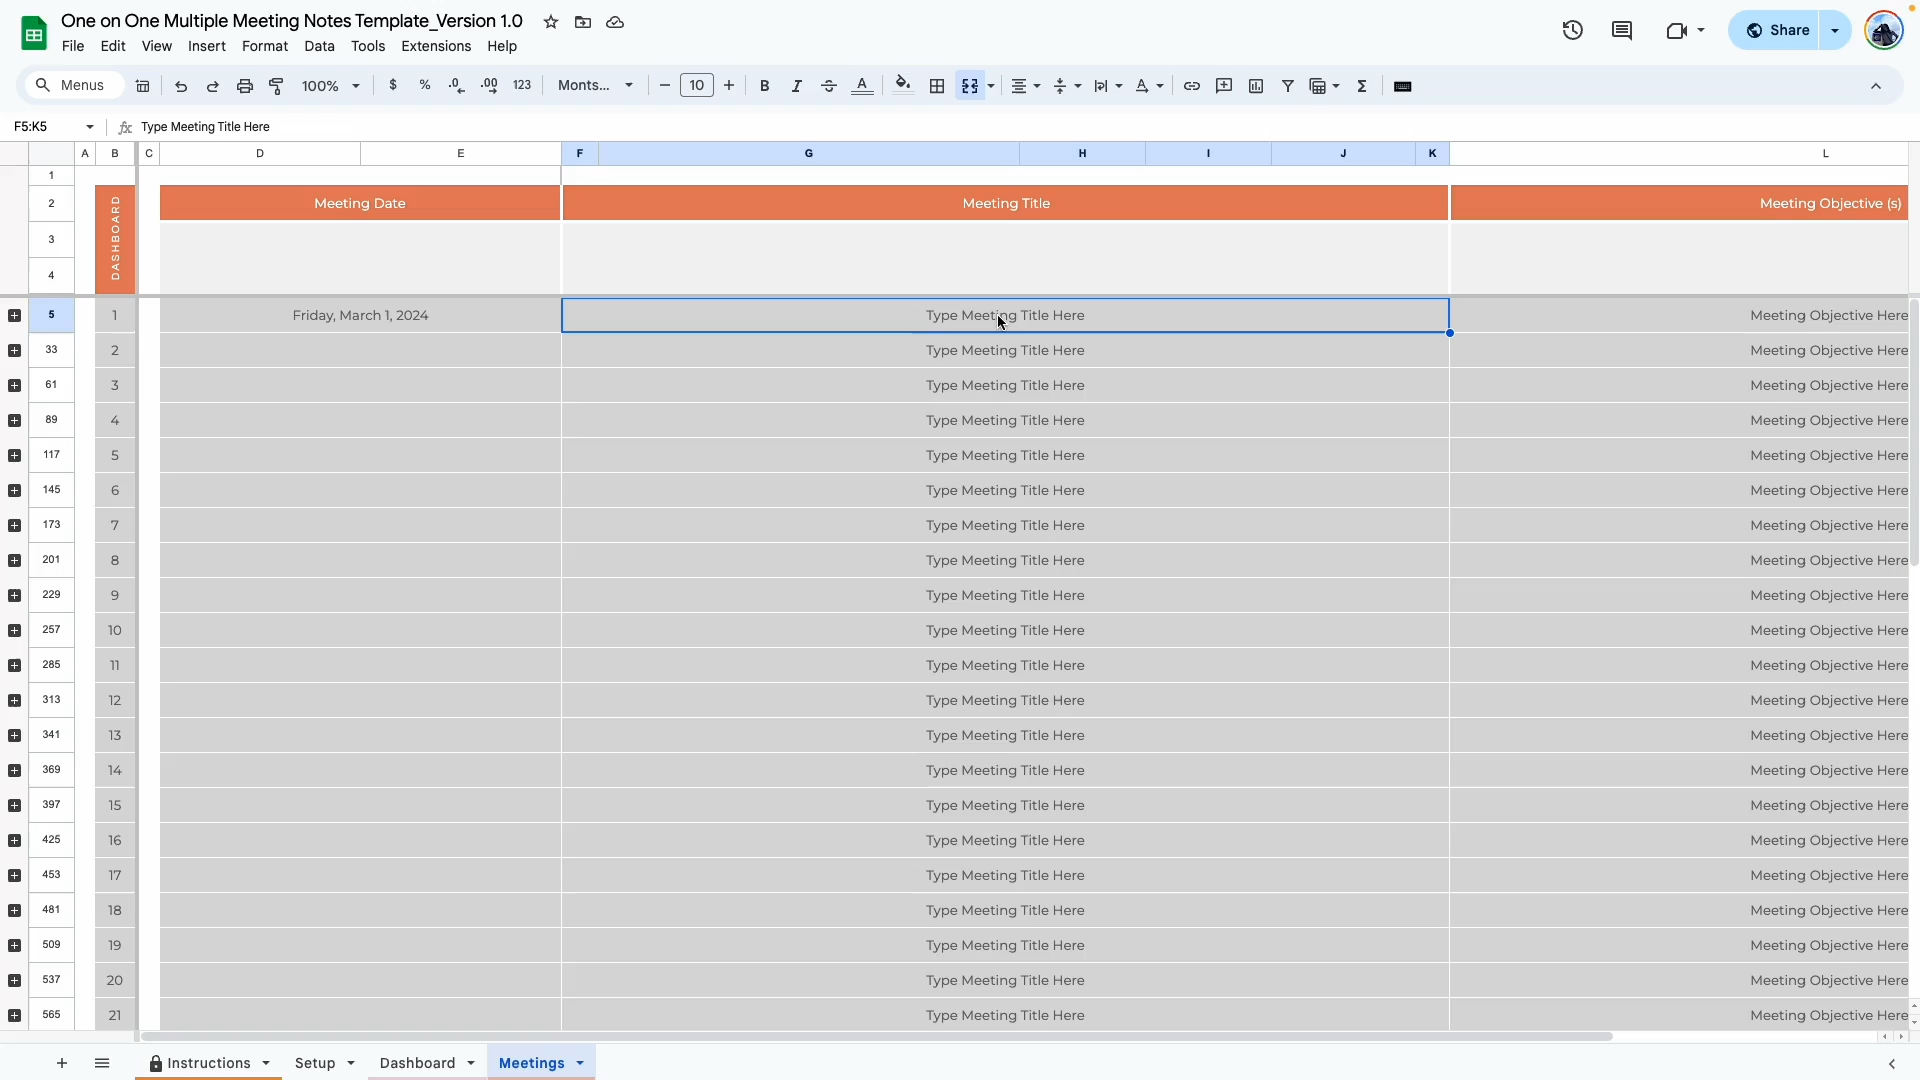 One on One Multiple Meeting Notes Template_Version 1.0
File Edit View Insert Format Data Tools Extensions Help
Share
Menus 100% $ % .0 .00 123 Monts... 10 B I S A
F5:K5 fx Type Meeting Title Here
A B C D E F G H I J K L
1
2 DASHBOARD Meeting Date Meeting Title Meeting Objective (s)
3
4
5 1 Friday, March 1, 2024 Type Meeting Title Here Meeting Objective Here
33 2 Type Meeting Title Here Meeting Objective Here
61 3 Type Meeting Title Here Meeting Objective Here
89 4 Type Meeting Title Here Meeting Objective Here
117 5 Type Meeting Title Here Meeting Objective Here
145 6 Type Meeting Title Here Meeting Objective Here
173 7 Type Meeting Title Here Meeting Objective Here
201 8 Type Meeting Title Here Meeting Objective Here
229 9 Type Meeting Title Here Meeting Objective Here
257 10 Type Meeting Title Here Meeting Objective Here
285 11 Type Meeting Title Here Meeting Objective Here
313 12 Type Meeting Title Here Meeting Objective Here
341 13 Type Meeting Title Here Meeting Objective Here
369 14 Type Meeting Title Here Meeting Objective Here
397 15 Type Meeting Title Here Meeting Objective Here
425 16 Type Meeting Title Here Meeting Objective Here
453 17 Type Meeting Title Here Meeting Objective Here
481 18 Type Meeting Title Here Meeting Objective Here
509 19 Type Meeting Title Here Meeting Objective Here
537 20 Type Meeting Title Here Meeting Objective Here
565 21 Type Meeting Title Here Meeting Objective Here
Instructions Setup Dashboard Meetings